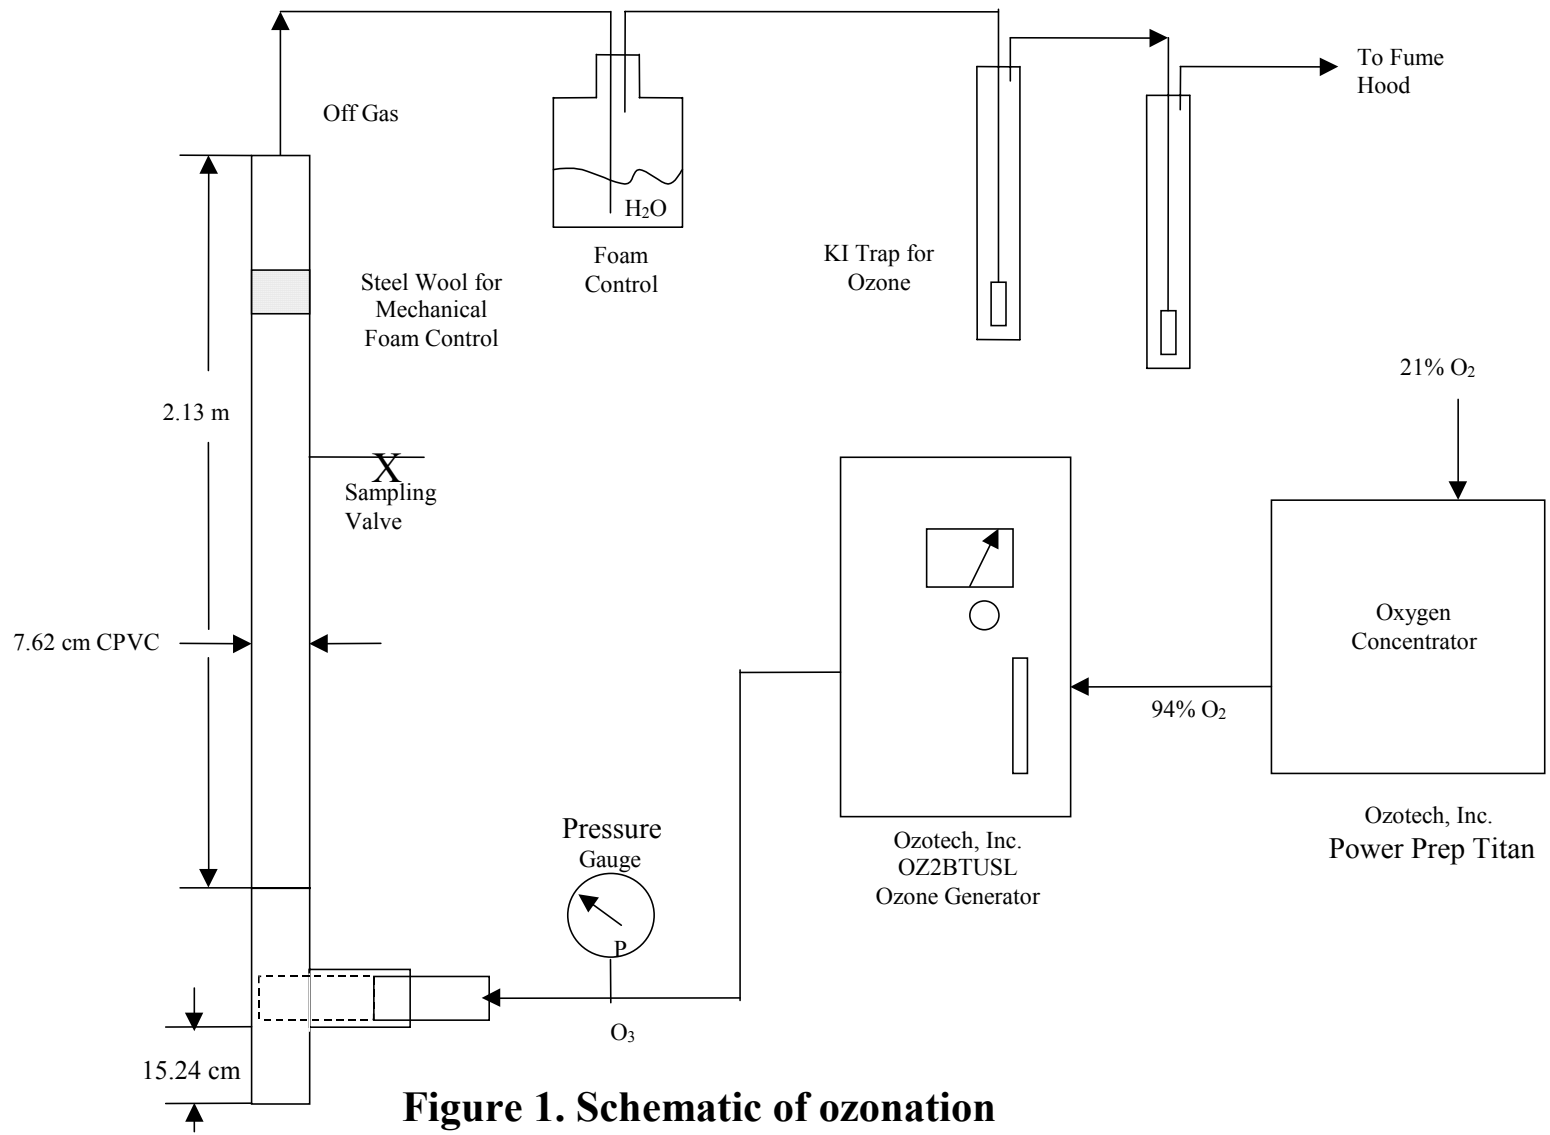 To Fume
Hood
Off Gas
H₂O
Foam
Control
KI Trap for
Ozone
Steel Wool for
Mechanical
Foam Control
21% O₂
2.13 m
X
Sampling
Valve
7.62 cm CPVC
Oxygen
Concentrator
94% O₂
Ozotech, Inc.
Power Prep Titan
Ozotech, Inc.
OZ2BTUSL
Ozone Generator
Pressure
Gauge
P
O₃
15.24 cm
Figure 1. Schematic of ozonation